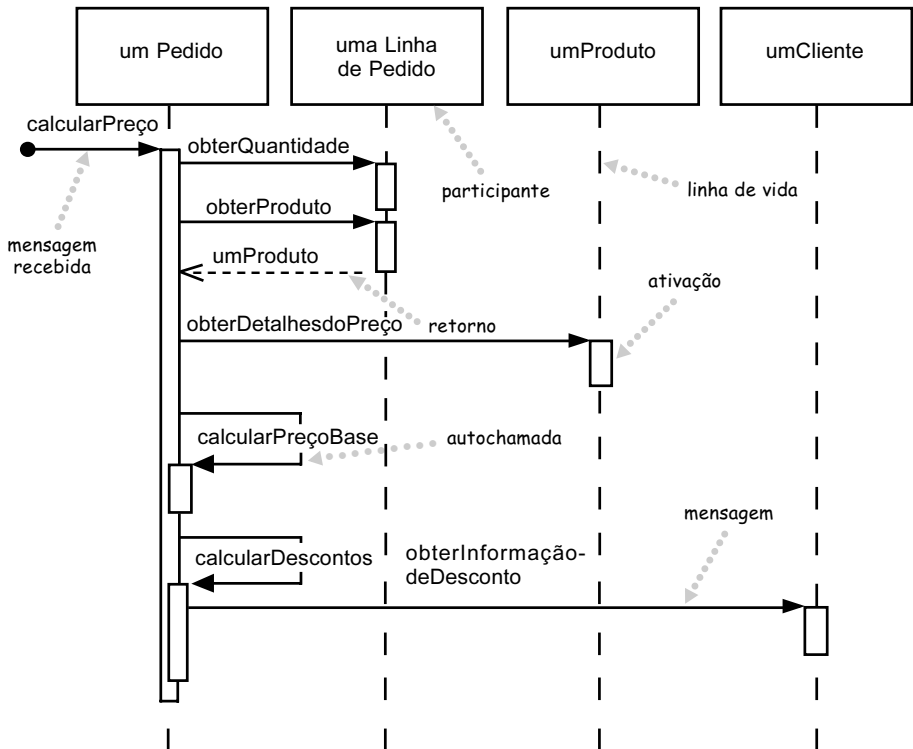 um Pedido
uma Linha
de Pedido
umProduto
umCliente
calcularPreço
obterQuantidade
participante
linha de vida
obterProduto
mensagem
recebida
umProduto
ativação
obterDetalhesdoPreço
retorno
calcularPreçoBase
autochamada
mensagem
calcularDescontos
obterInformação-
deDesconto